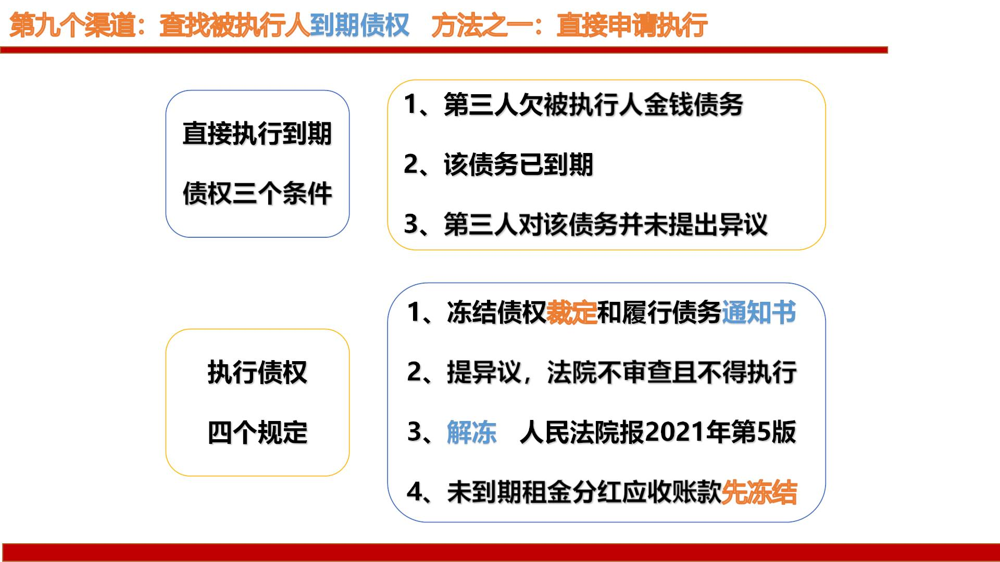 第九个渠道：查找被执行人到期债权 方法之一：直接申请执行
直接执行到期
债权三个条件
1、第三人欠被执行人金钱债务
2、该债务已到期
3、第三人对该债务并未提出异议
执行债权
四个规定
1、冻结债权裁定和履行债务通知书
2、提异议，法院不审查且不得执行
3、解冻 人民法院报2021年第5版
4、未到期租金分红应收账款先冻结